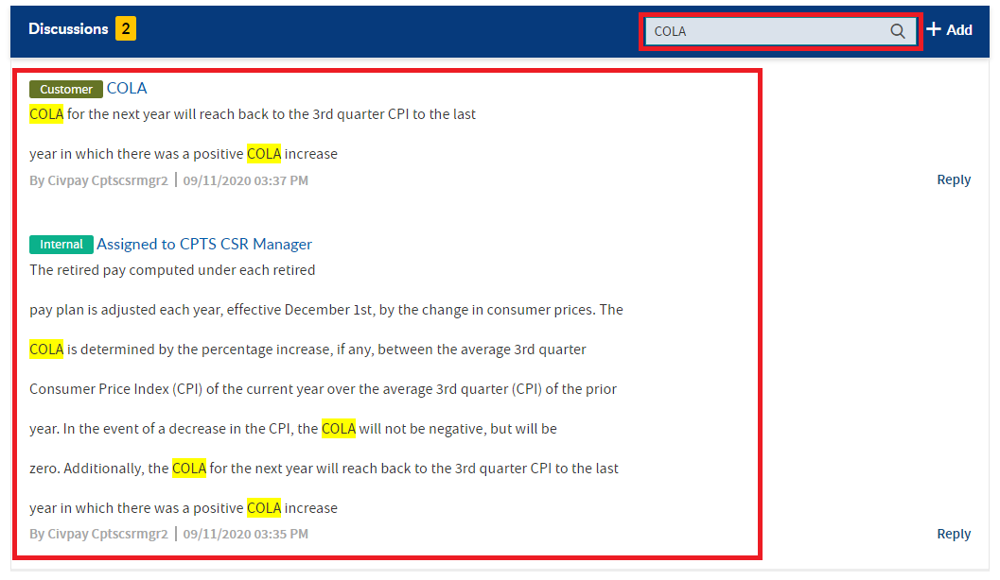 Discussions 2 COLA Add
Customer COLA
COLA for the next year will reach back to the 3rd quarter CPI to the last
year in which there was a positive COLA increase
By Civpay Cptscsrmgr2 | 09/11/2020 03:37 PM Reply
Internal Assigned to CPTS CSR Manager
The retired pay computed under each retired
pay plan is adjusted each year, effective December 1st, by the change in consumer prices. The
COLA is determined by the percentage increase, if any, between the average 3rd quarter
Consumer Price Index (CPI) of the current year over the average 3rd quarter (CPI) of the prior
year. In the event of a decrease in the CPI, the COLA will not be negative, but will be
zero. Additionally, the COLA for the next year will reach back to the 3rd quarter CPI to the last
year in which there was a positive COLA increase
By Civpay Cptscsrmgr2 | 09/11/2020 03:35 PM Reply